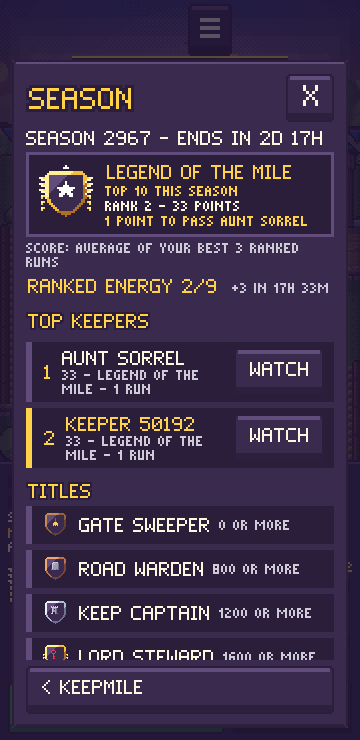 SEASON
X
SEASON 2967 - ENDS IN 2D 17H
LEGEND OF THE MILE
TOP 10 THIS SEASON
RANK 2 - 33 POINTS
1 POINT TO PASS AUNT SORREL
SCORE: AVERAGE OF YOUR BEST 3 RANKED
RUNS
RANKED ENERGY 2/9 +3 IN 17H 33M
TOP KEEPERS
1 AUNT SORREL
33 - LEGEND OF THE
MILE - 1 RUN
WATCH
2 KEEPER 50192
33 - LEGEND OF THE
MILE - 1 RUN
WATCH
TITLES
GATE SWEEPER 0 OR MORE
ROAD WARDEN 800 OR MORE
KEEP CAPTAIN 1200 OR MORE
LORD STEWARD 1600 OR MORE
< KEEPMILE